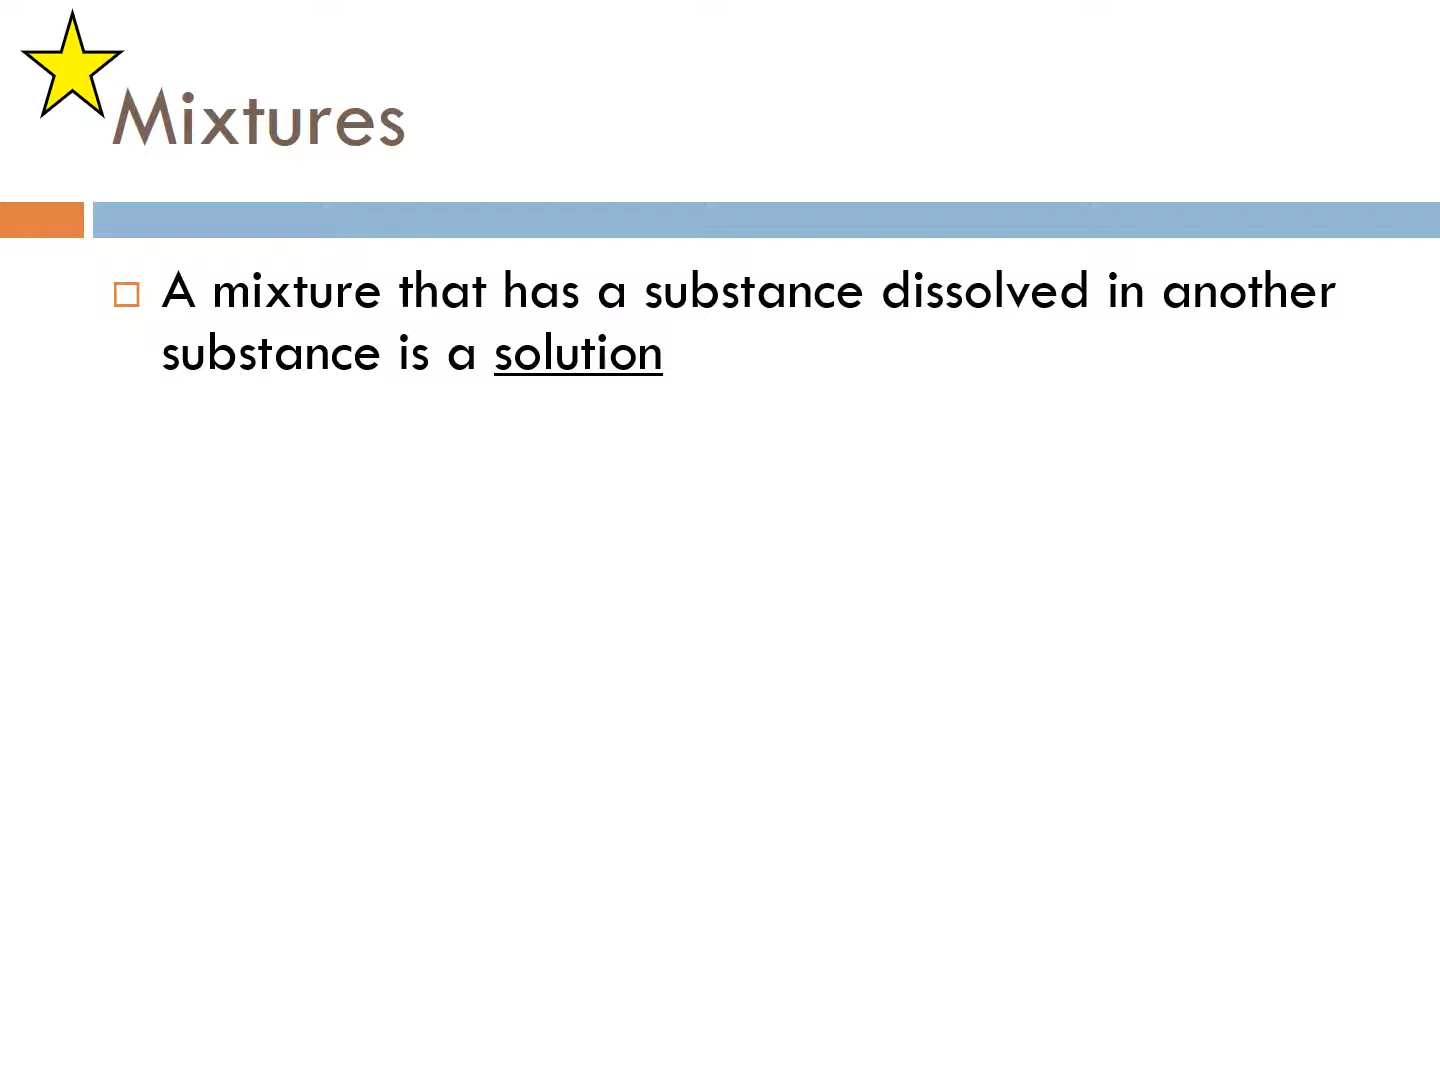 Mixtures
A mixture that has a substance dissolved in another
substance is a solution